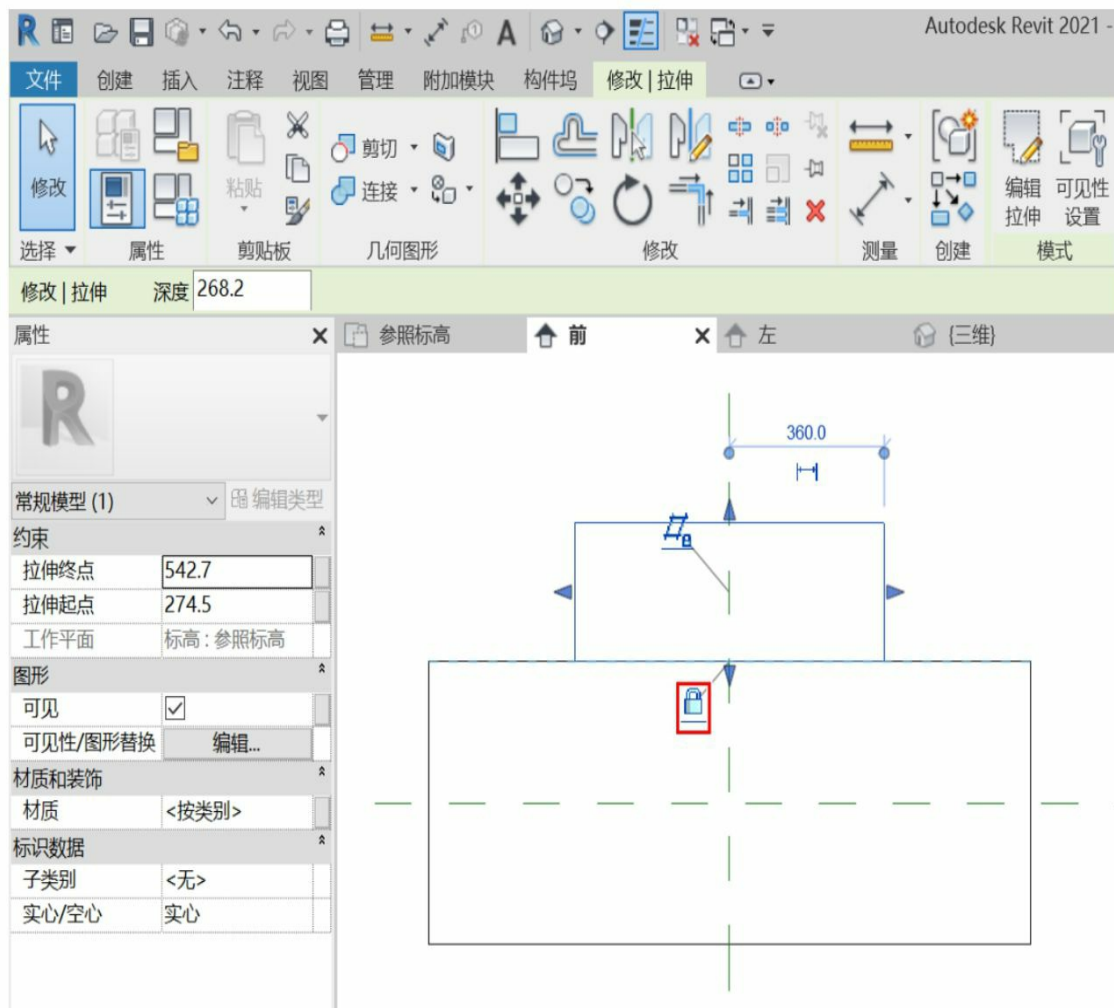 Autodesk Revit 2021 -
文件 创建 插入 注释 视图 管理 附加模块 构件坞 修改 | 拉伸
修改 粘贴 剪切 连接 编辑拉伸 可见性设置
选择 属性 剪贴板 几何图形 修改 测量 创建 模式
修改 | 拉伸 深度 268.2
属性
参照标高 前 左 {三维}
常规模型 (1) 编辑类型
约束
拉伸终点 542.7
拉伸起点 274.5
工作平面 标高 : 参照标高
图形
可见
可见性/图形替换 编辑...
材质和装饰
材质 <按类别>
标识数据
子类别 <无>
实心/空心 实心
360.0